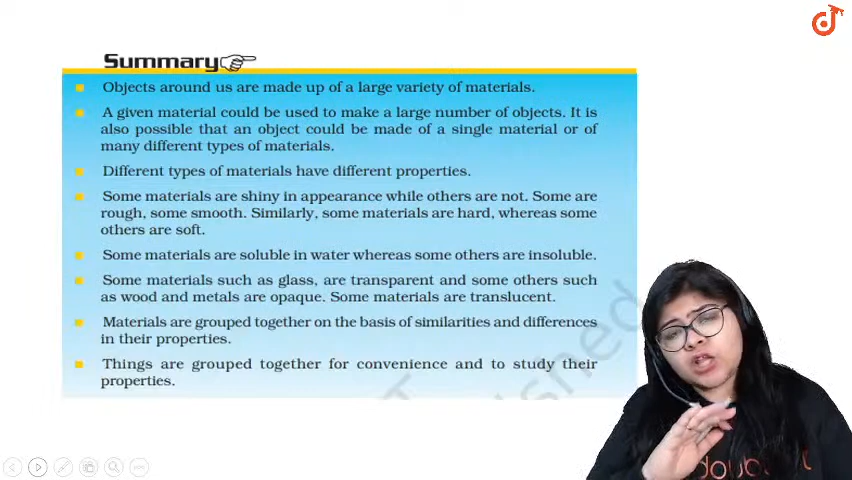 Summary
Objects around us are made up of a large variety of materials.
A given material could be used to make a large number of objects. It is
also possible that an object could be made of a single material or of
many different types of materials.
Different types of materials have different properties.
Some materials are shiny in appearance while others are not. Some are
rough, some smooth. Similarly, some materials are hard, whereas some
others are soft.
Some materials are soluble in water whereas some others are insoluble.
Some materials such as glass, are transparent and some others such
as wood and metals are opaque. Some materials are translucent.
Materials are grouped together on the basis of similarities and differences
in their properties.
Things are grouped together for convenience and to study their
properties.